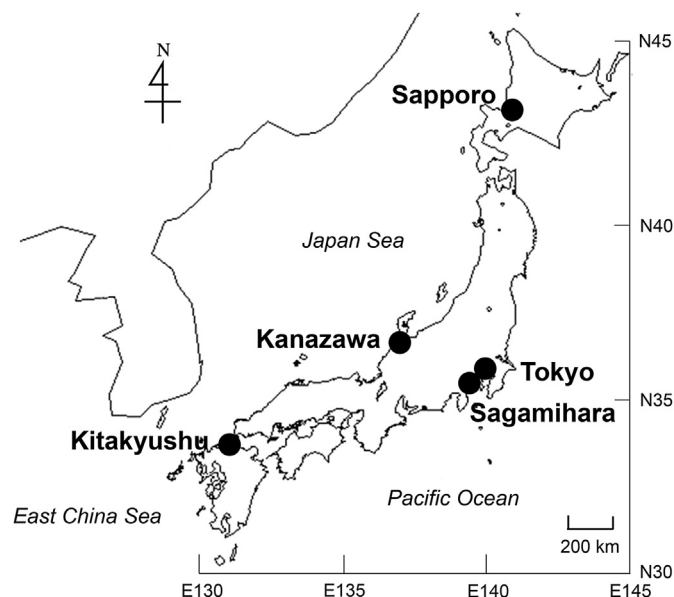 N
N45
Sapporo
N40
Japan Sea
Kanazawa
Tokyo
Sagamihara
N35
Kitakyushu
Pacific Ocean
East China Sea
200 km
N30
E130
E135
E140
E145